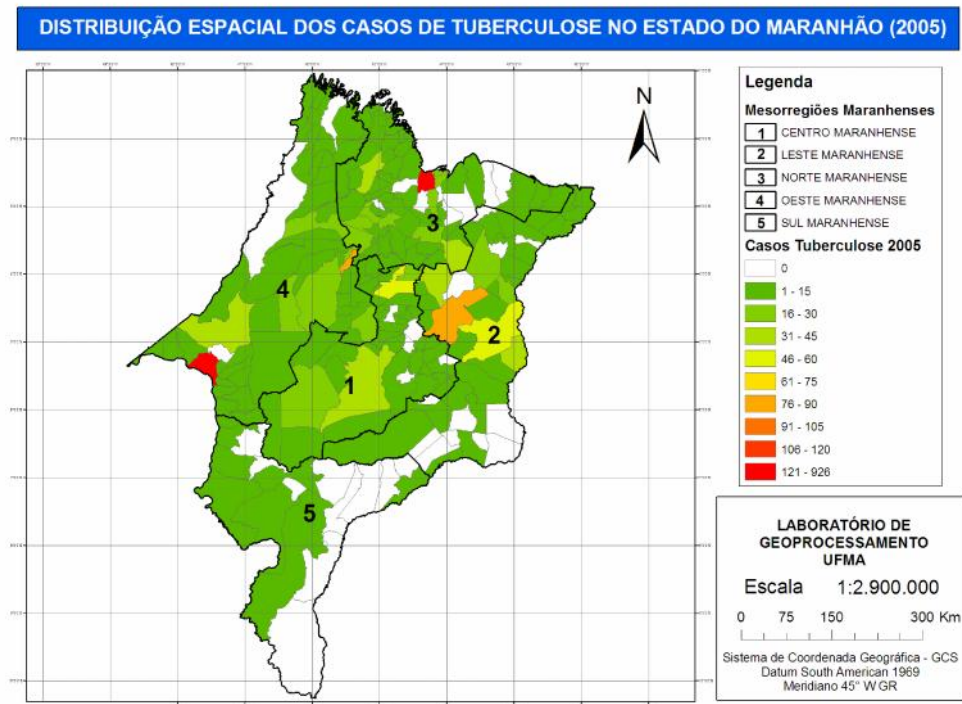 DISTRIBUIÇÃO ESPACIAL DOS CASOS DE TUBERCULOSE NO ESTADO DO MARANHÃO (2005)
N
3
4
2
1
5
Legenda
Mesorregiões Maranhenses
1 CENTRO MARANHENSE
2 LESTE MARANHENSE
3 NORTE MARANHENSE
4 OESTE MARANHENSE
5 SUL MARANHENSE
Casos Tuberculose 2005
0
1 - 15
16 - 30
31 - 45
46 - 60
61 - 75
76 - 90
91 - 105
106 - 120
121 - 926
LABORATÓRIO DE
GEOPROCESSAMENTO
UFMA
Escala 1:2.900.000
0 75 150 300 Km
Sistema de Coordenada Geográfica - GCS
Datum South American 1969
Meridiano 45° W GR